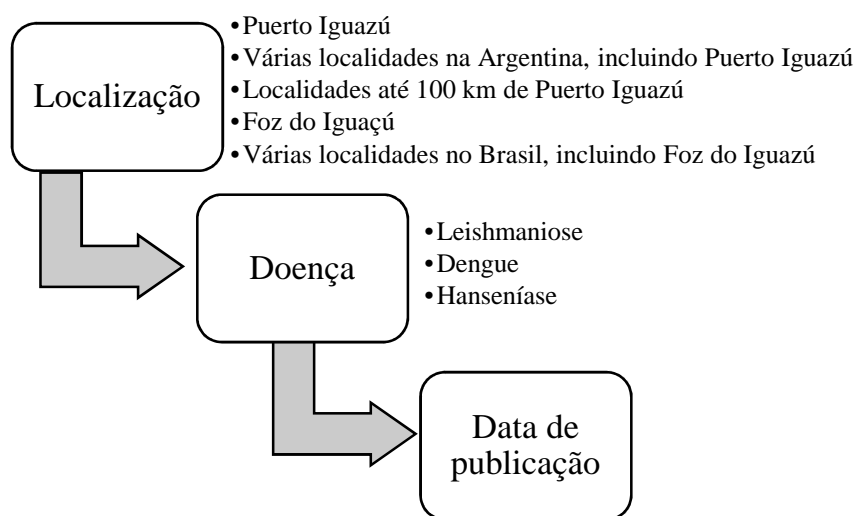 Localização
•Puerto Iguazú
•Várias localidades na Argentina, incluindo Puerto Iguazú
•Localidades até 100 km de Puerto Iguazú
•Foz do Iguaçú
•Várias localidades no Brasil, incluindo Foz do Iguazú
Doença
•Leishmaniose
•Dengue
•Hanseníase
Data de
publicação